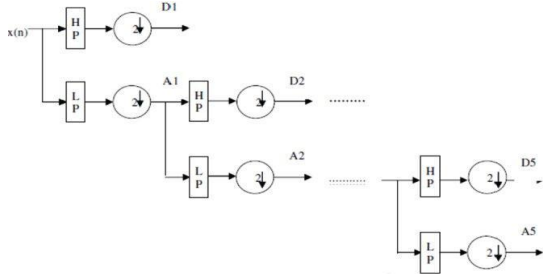 D1
x(n)
H P
2
L P
2
A1
H P
2
D2
........
L P
2
A2
........
H P
2
D5
L P
2
A5